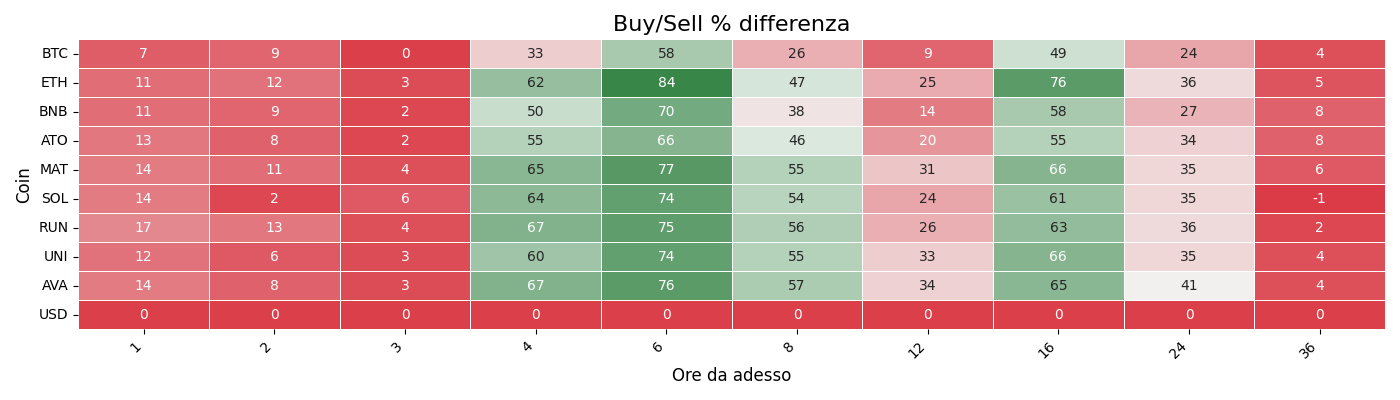 Buy/Sell % differenza
Coin
BTC 7 9 0 33 58 26 9 49 24 4
ETH 11 12 3 62 84 47 25 76 36 5
BNB 11 9 2 50 70 38 14 58 27 8
ATO 13 8 2 55 66 46 20 55 34 8
MAT 14 11 4 65 77 55 31 66 35 6
SOL 14 2 6 64 74 54 24 61 35 -1
RUN 17 13 4 67 75 56 26 63 36 2
UNI 12 6 3 60 74 55 33 66 35 4
AVA 14 8 3 67 76 57 34 65 41 4
USD 0 0 0 0 0 0 0 0 0 0
1 2 3 4 6 8 12 16 24 36
Ore da adesso